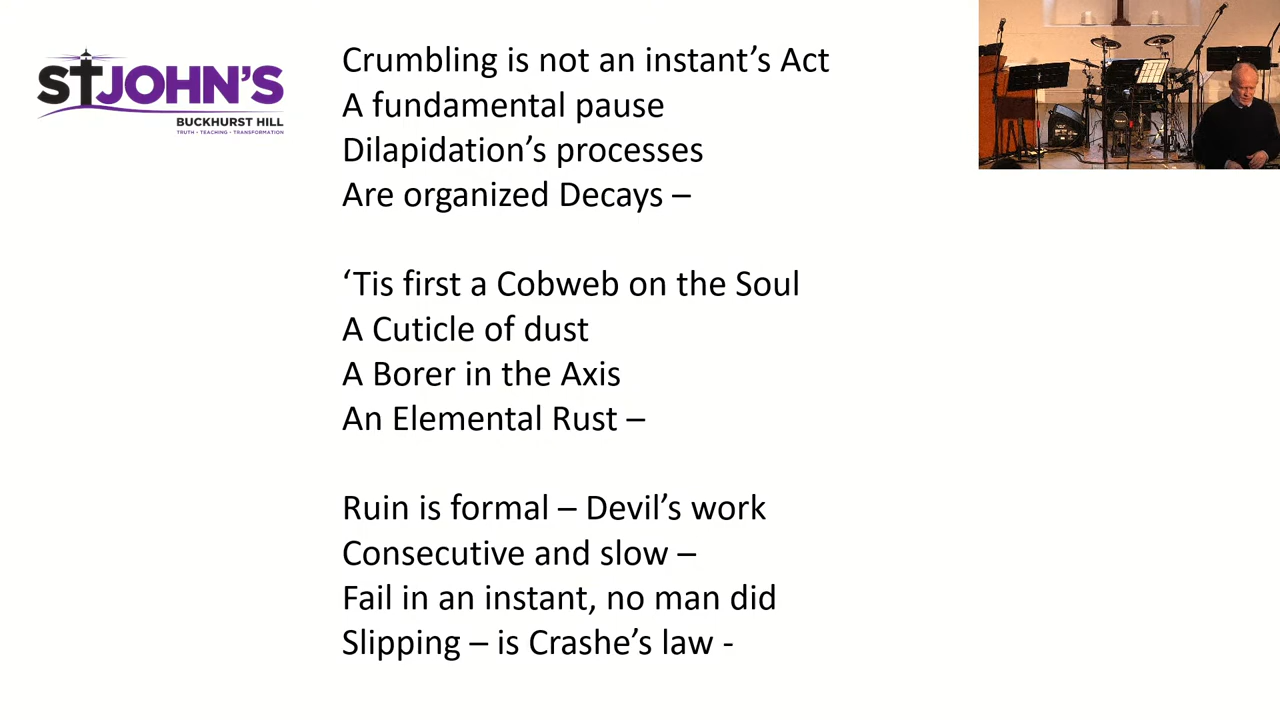 ST JOHN'S
BUCKHURST HILL
TRUTH - TEACHING - TRANSFORMATION
Crumbling is not an instant’s Act
A fundamental pause
Dilapidation’s processes
Are organized Decays –
‘Tis first a Cobweb on the Soul
A Cuticle of dust
A Borer in the Axis
An Elemental Rust –
Ruin is formal – Devil’s work
Consecutive and slow –
Fail in an instant, no man did
Slipping – is Crashe’s law -